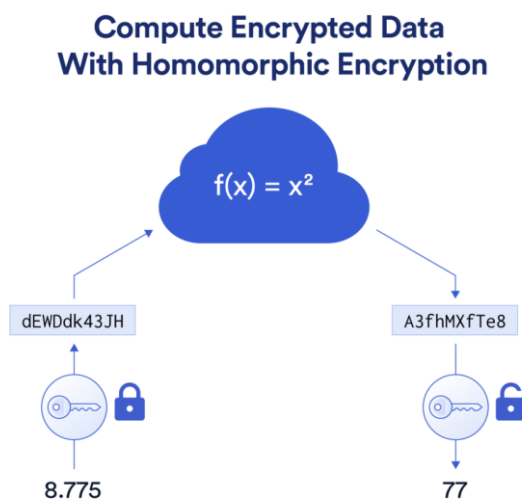 Compute Encrypted Data
With Homomorphic Encryption
f(x) = x²
dEWDdk43JH
A3fhMXfTe8
8.775
77